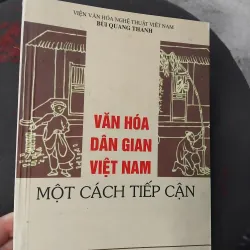 VIỆN VĂN HÓA NGHỆ THUẬT VIỆT NAM
BUI QUANG THANH
VĂN HÓA
DÂN GIAN
VIỆT NAM
MỘT CÁCH TIẾP CẬN